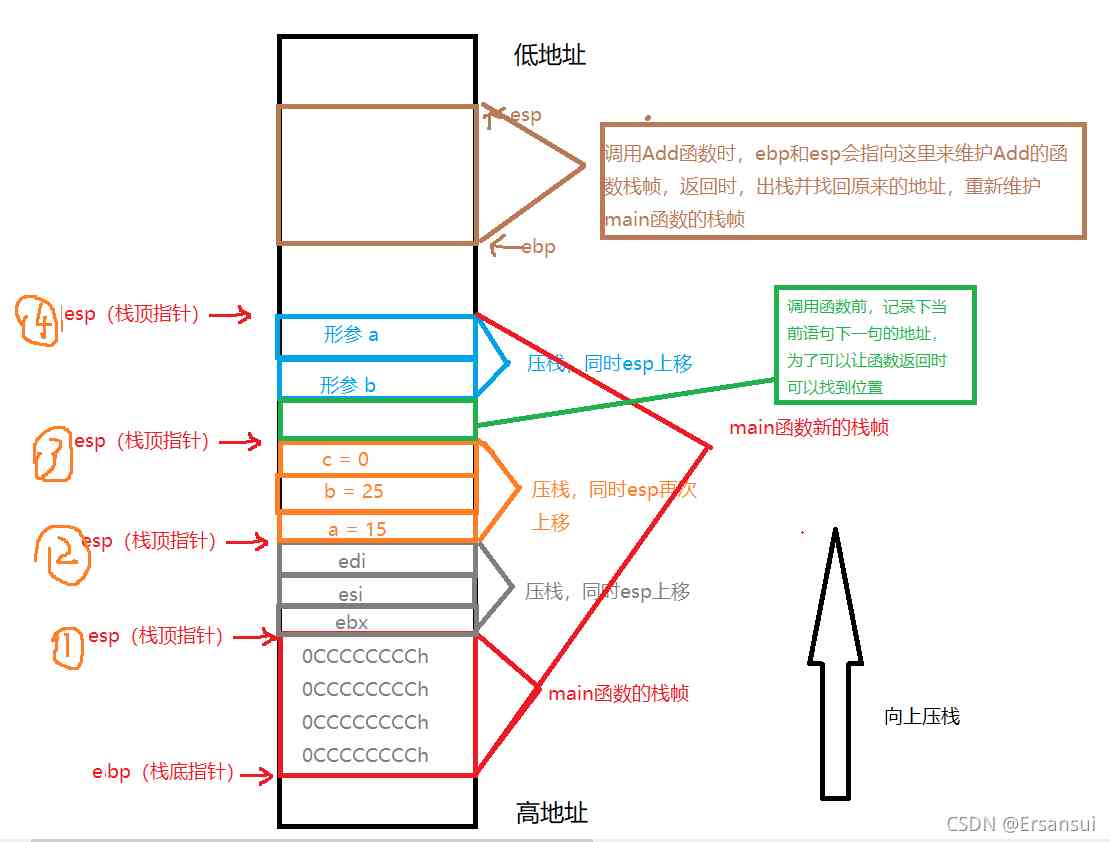 低地址
esp
调用Add函数时，ebp和esp会指向这里来维护Add的函
数栈帧，返回时，出栈并找回原来的地址，重新维护
main函数的栈帧
ebp
④
esp（栈顶指针）
形参 a
形参 b
压栈，同时esp上移
调用函数前，记录下当
前语句下一句的地址，
为了可以让函数返回时
可以找到位置
main函数新的栈帧
③
esp（栈顶指针）
c = 0
b = 25
a = 15
压栈，同时esp再次
上移
②
esp（栈顶指针）
edi
esi
ebx
压栈，同时esp上移
①
esp（栈顶指针）
0CCCCCCCCh
0CCCCCCCCh
0CCCCCCCCh
0CCCCCCCCh
main函数的栈帧
向上压栈
ebp（栈底指针）
高地址
CSDN @Ersansui